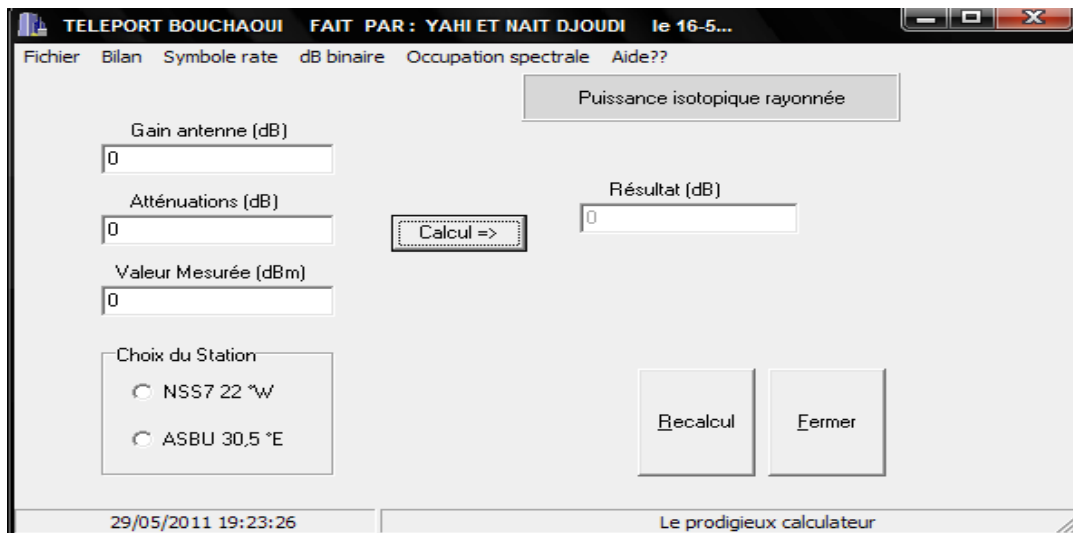 TELEPORT BOUCHAOUI FAIT PAR : YAHI ET NAIT DJOUDI le 16-5...
Fichier Bilan Symbole rate dB binaire Occupation spectrale Aide??
Puissance isotopique rayonnée
Gain antenne (dB)
0
Atténuations (dB)
0
Valeur Mesurée (dBm)
0
Calcul =>
Résultat (dB)
0
Choix du Station
NSS7 22 °W
ASBU 30,5 °E
Recalcul
Fermer
29/05/2011 19:23:26
Le prodigieux calculateur